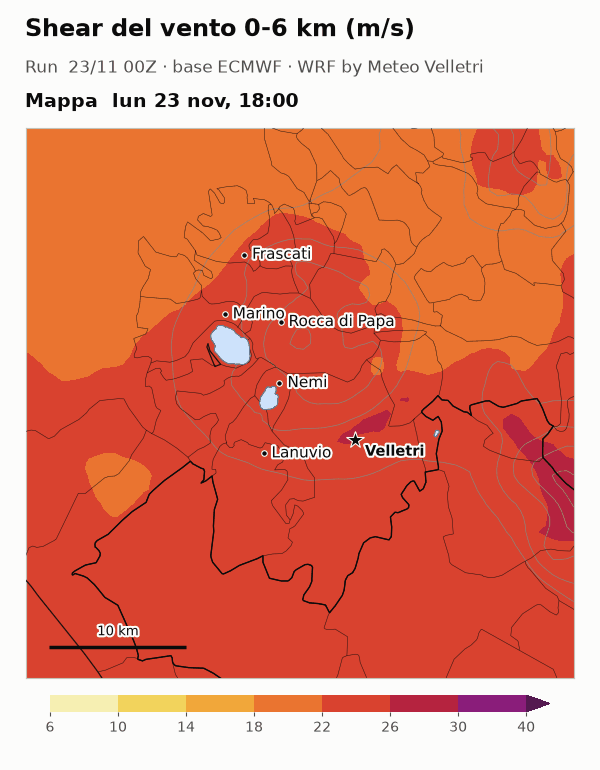 Shear del vento 0-6 km (m/s)
Run  23/11 00Z · base ECMWF · WRF by Meteo Velletri
Mappa  lun 23 nov, 18:00
Frascati
Marino
Rocca di Papa
Nemi
Velletri
Lanuvio
10 km
6 10 14 18 22 26 30 40